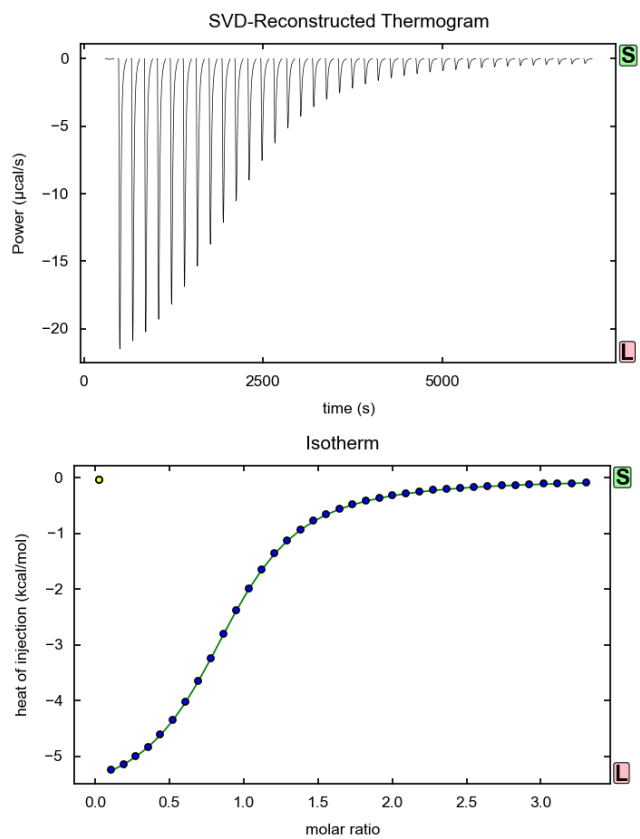 SVD-Reconstructed Thermogram
S
0
−5
−10
−15
−20
Power (µcal/s)
L
0 2500 5000
time (s)
Isotherm
S
0
−1
−2
−3
−4
−5
heat of injection (kcal/mol)
L
0.0 0.5 1.0 1.5 2.0 2.5 3.0
molar ratio